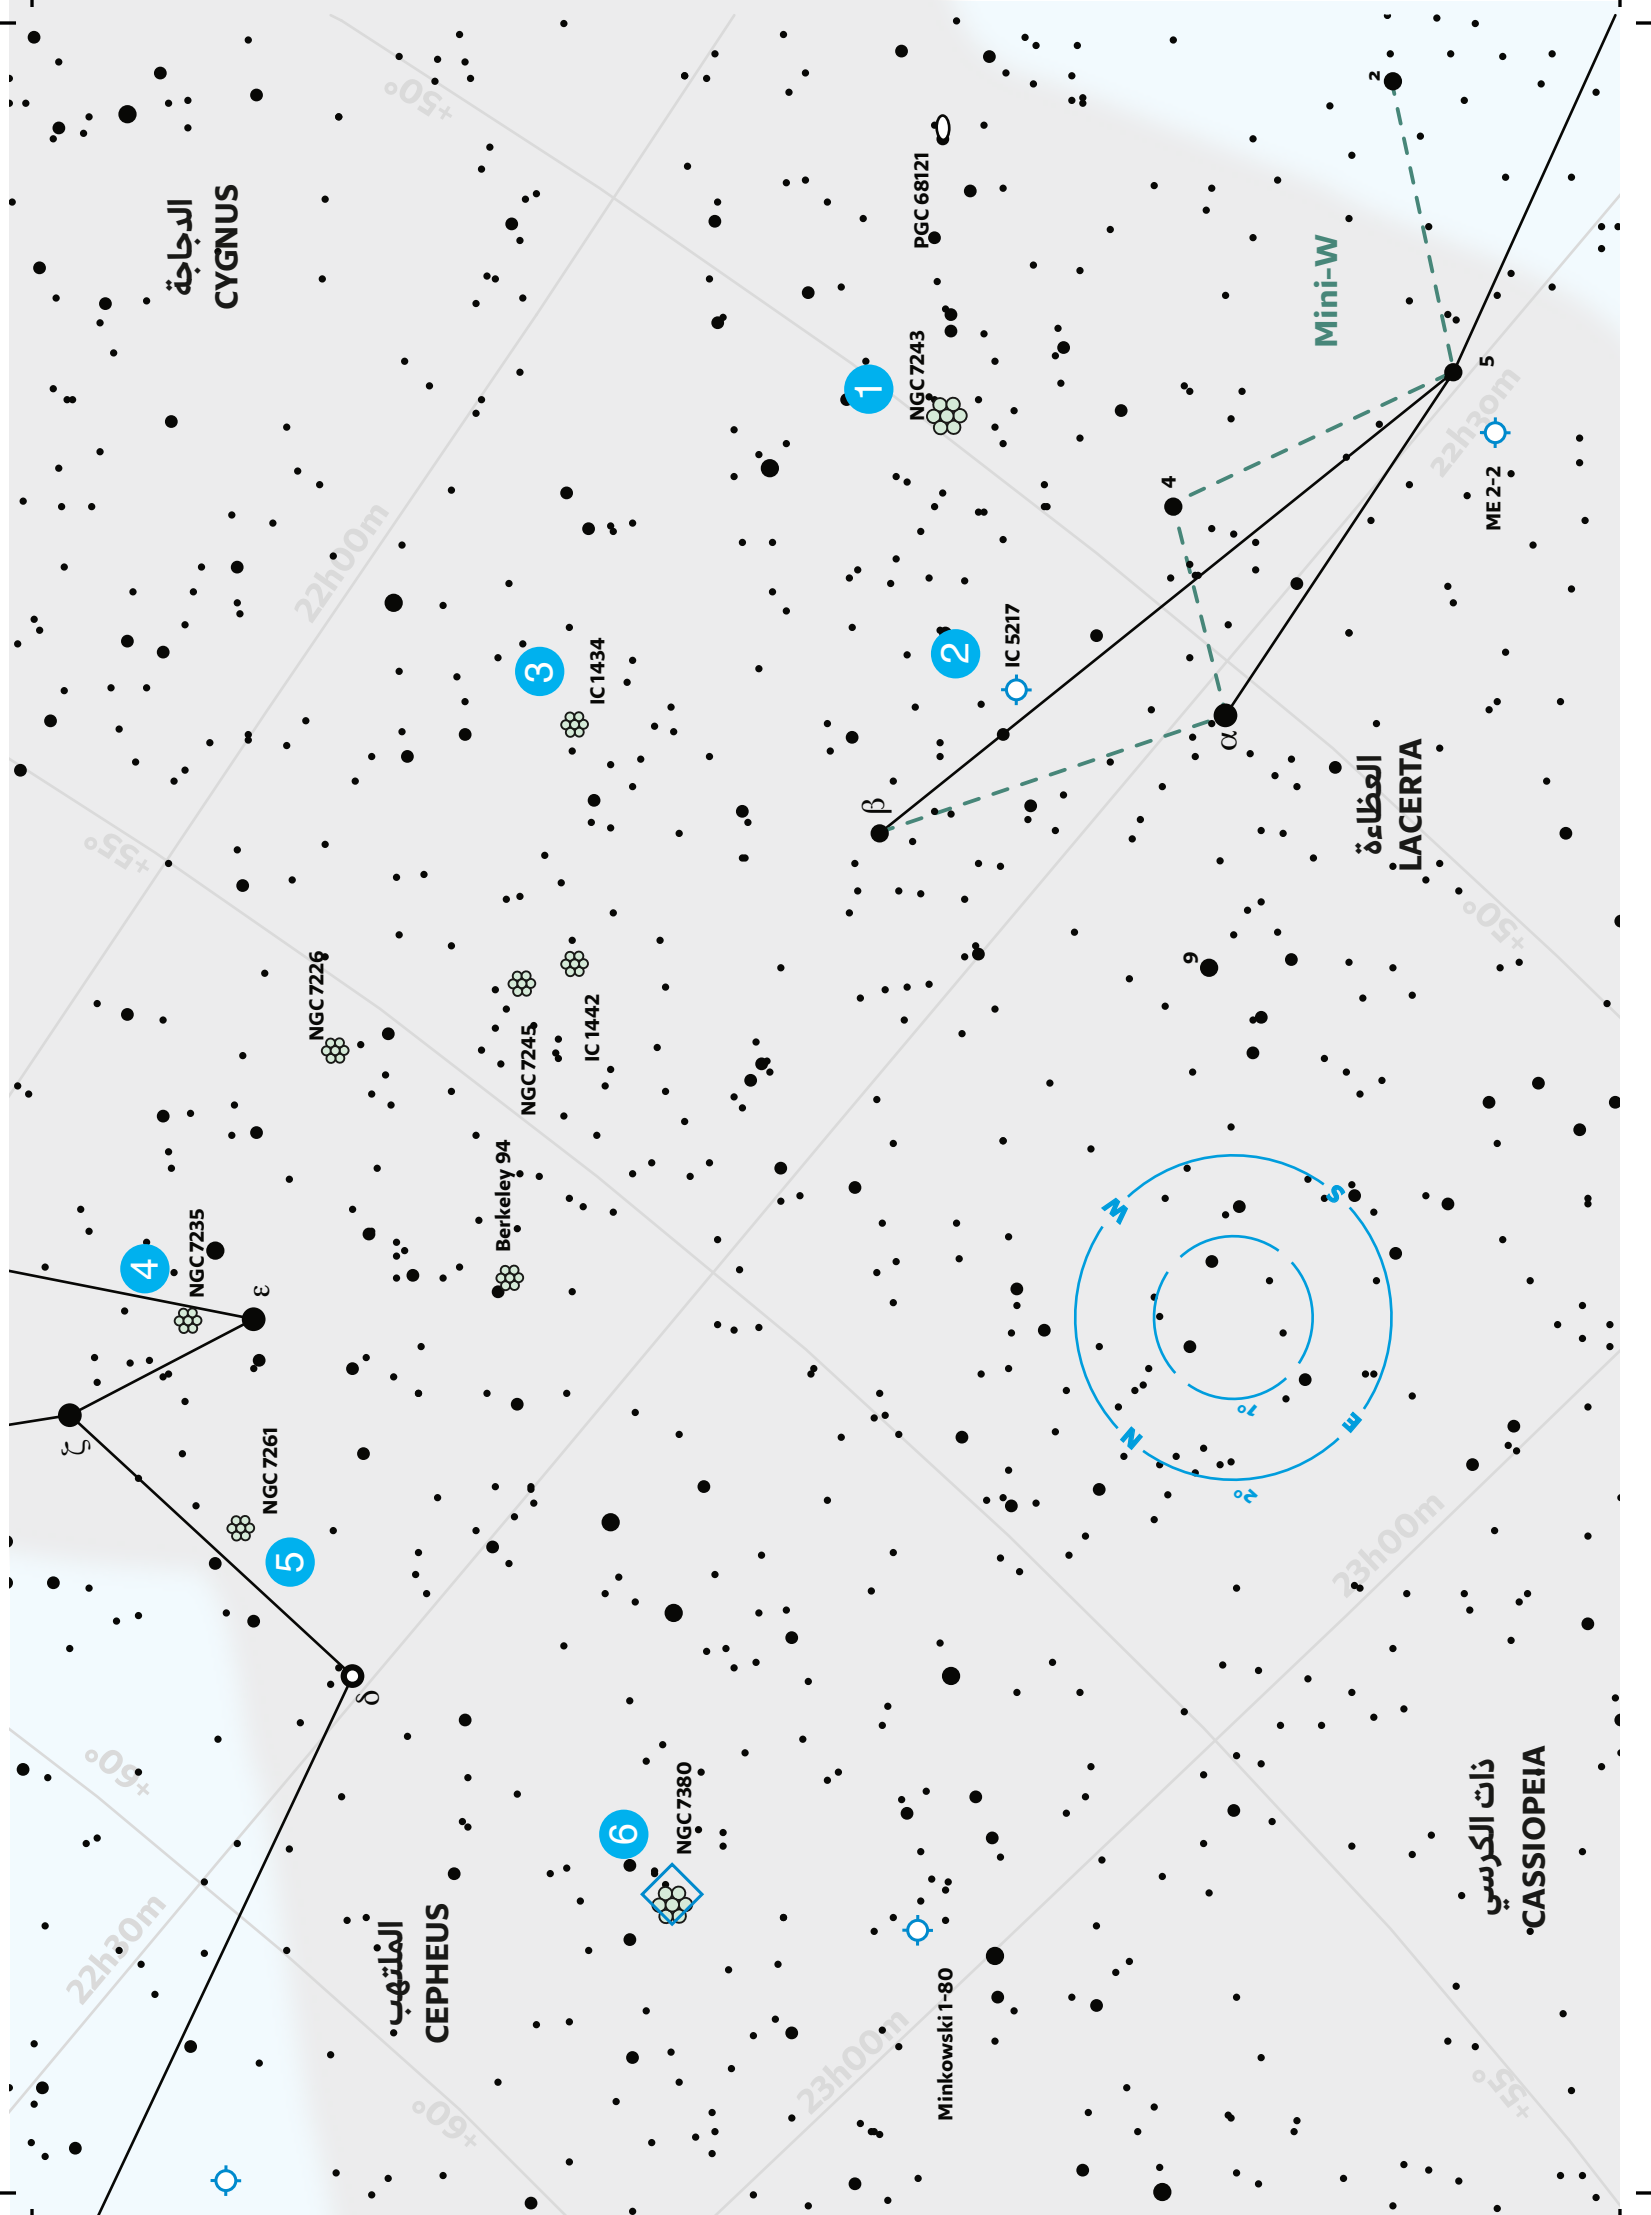 +50°
الدجاجة
CYGNUS
22h00m
+55°
2
PGC 68121
Mini-W
1
NGC 7243
5
22h30m
4
ME 2-2
2
IC 5217
3
IC 1434
α
β
العظاءة
LACERTA
+50°
9
NGC 7226
NGC 7245
IC 1442
Berkeley 94
4
NGC 7235
ε
ζ
NGC 7261
5
δ
W
S
N
E
1°
2°
23h00m
+60°
6
NGC 7380
22h30m
الملتهب
CEPHEUS
ذات الكرسي
CASSIOPEIA
Minkowski 1-80
23h00m
+60°
+55°